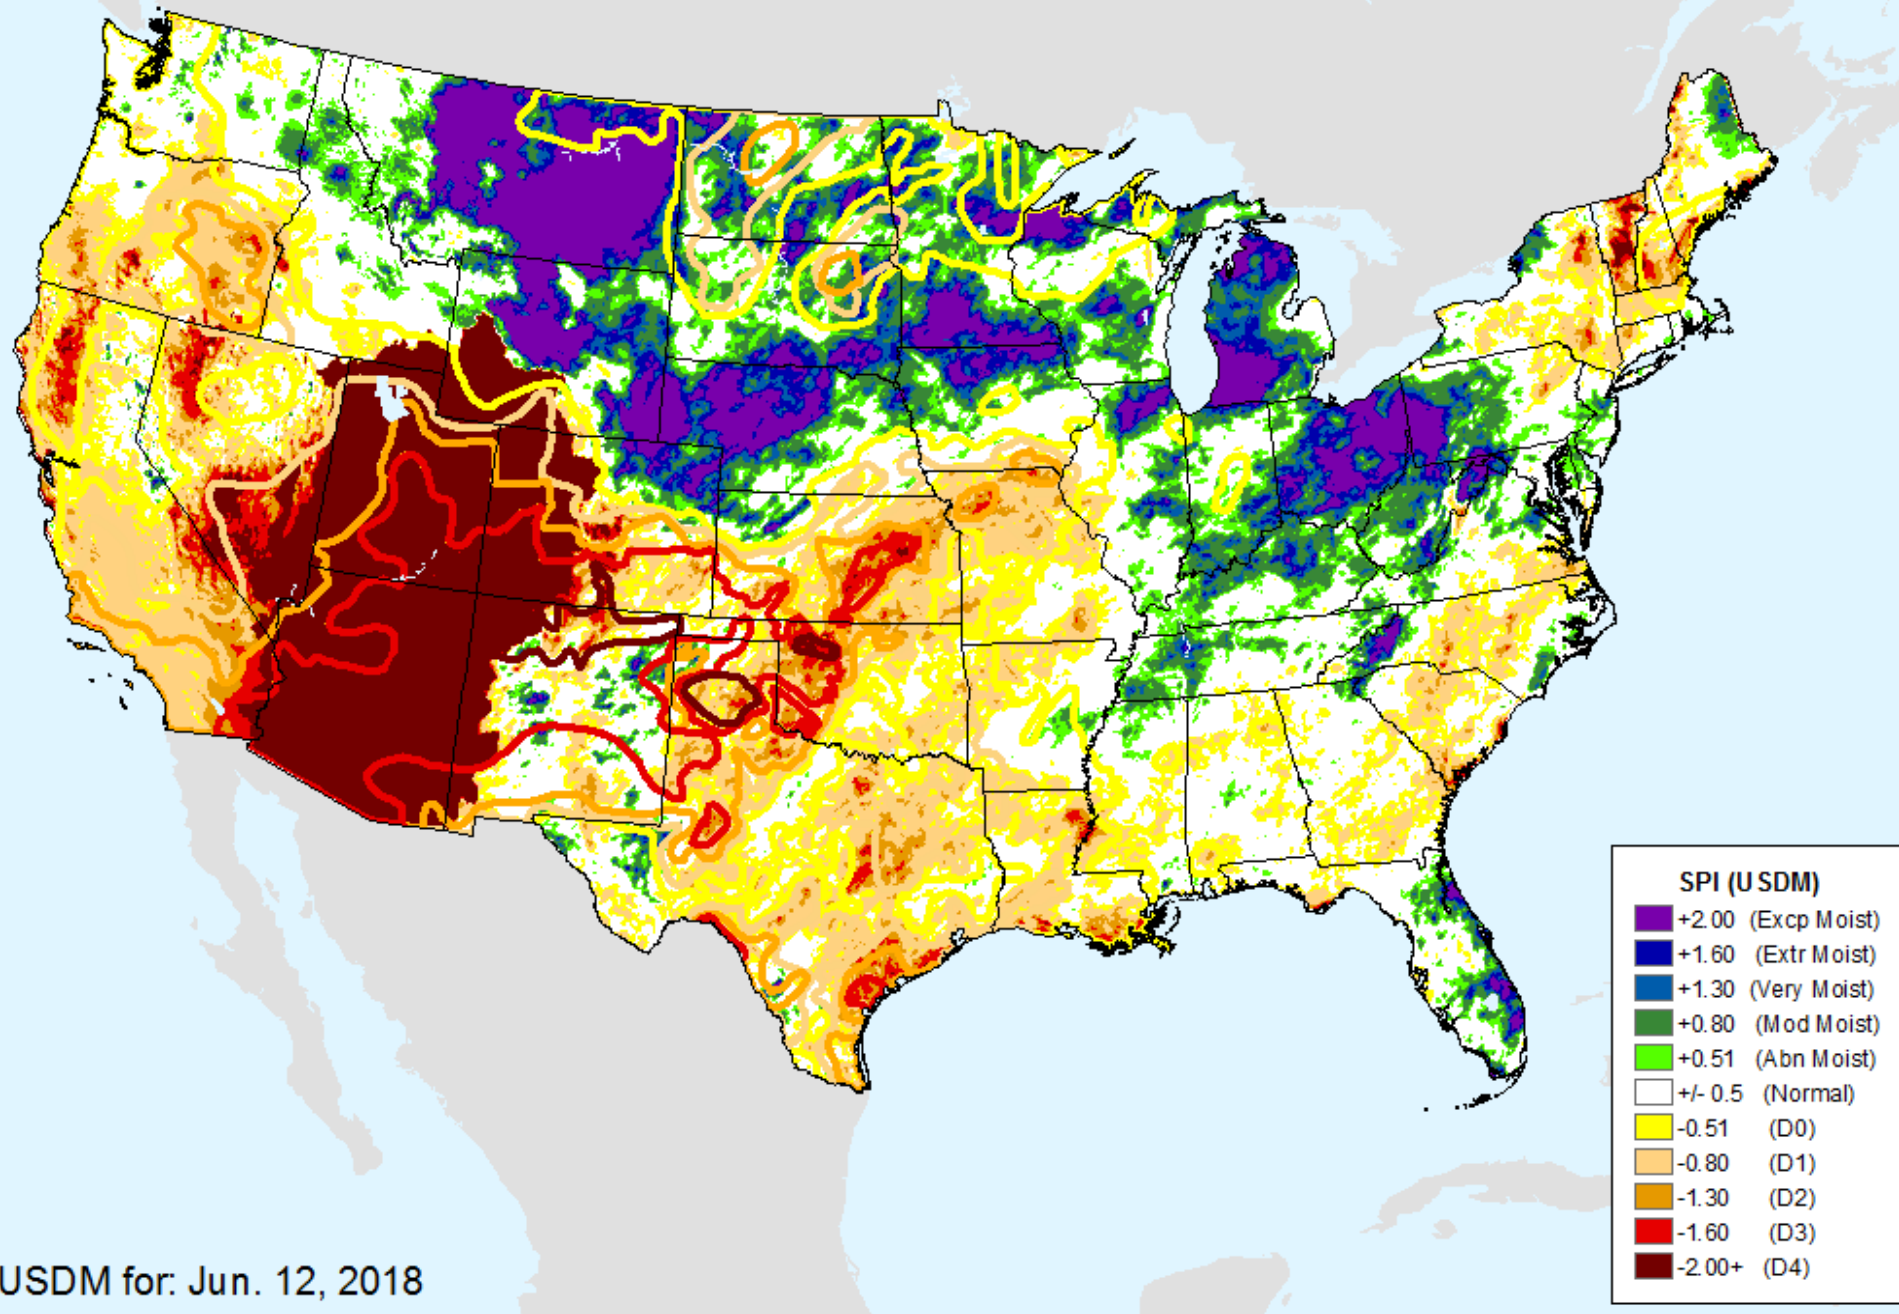 SPI (USDM)
+2.00 (Excp Moist)
+1.60 (Extr Moist)
+1.30 (Very Moist)
+0.80 (Mod Moist)
+0.51 (Abn Moist)
+/- 0.5 (Normal)
-0.51 (D0)
-0.80 (D1)
-1.30 (D2)
-1.60 (D3)
-2.00+ (D4)
USDM for: Jun. 12, 2018